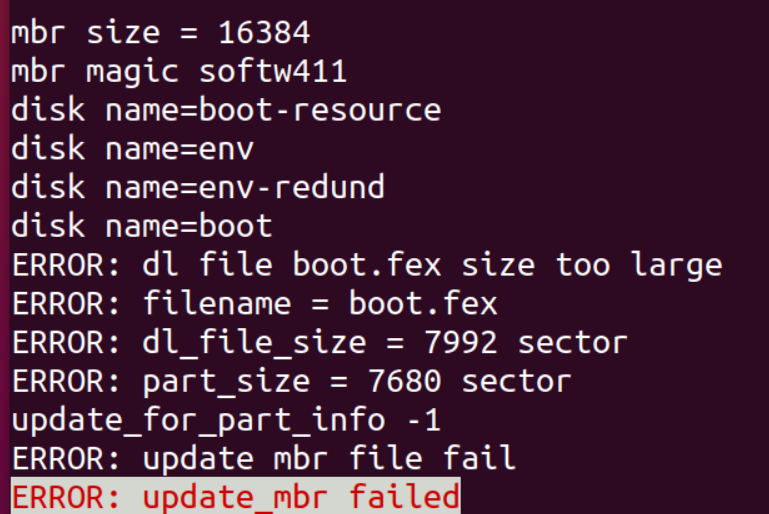 mbr size = 16384
mbr magic softw411
disk name=boot-resource
disk name=env
disk name=env-redund
disk name=boot
ERROR: dl file boot.fex size too large
ERROR: filename = boot.fex
ERROR: dl_file_size = 7992 sector
ERROR: part_size = 7680 sector
update_for_part_info -1
ERROR: update mbr file fail
ERROR: update_mbr failed